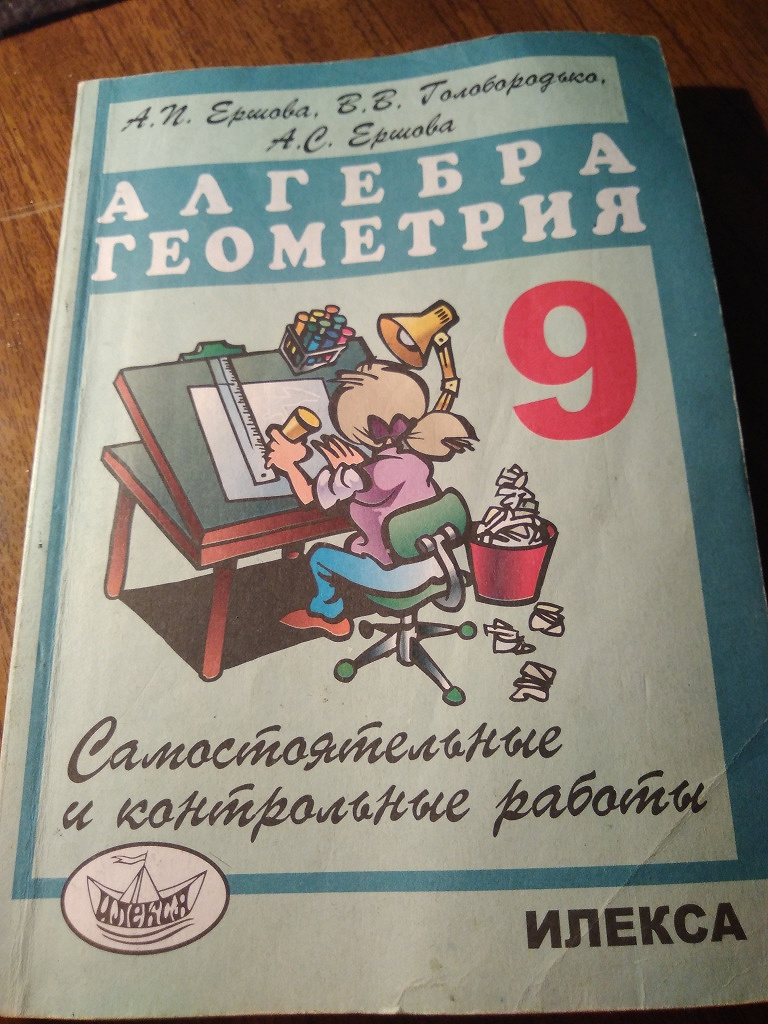 А.П. Ершова, В.В. Голобородько,
А.С. Ершова
АЛГЕБРА
ГЕОМЕТРИЯ
9
Самостоятельные
и контрольные работы
илекса
ИЛЕКСА